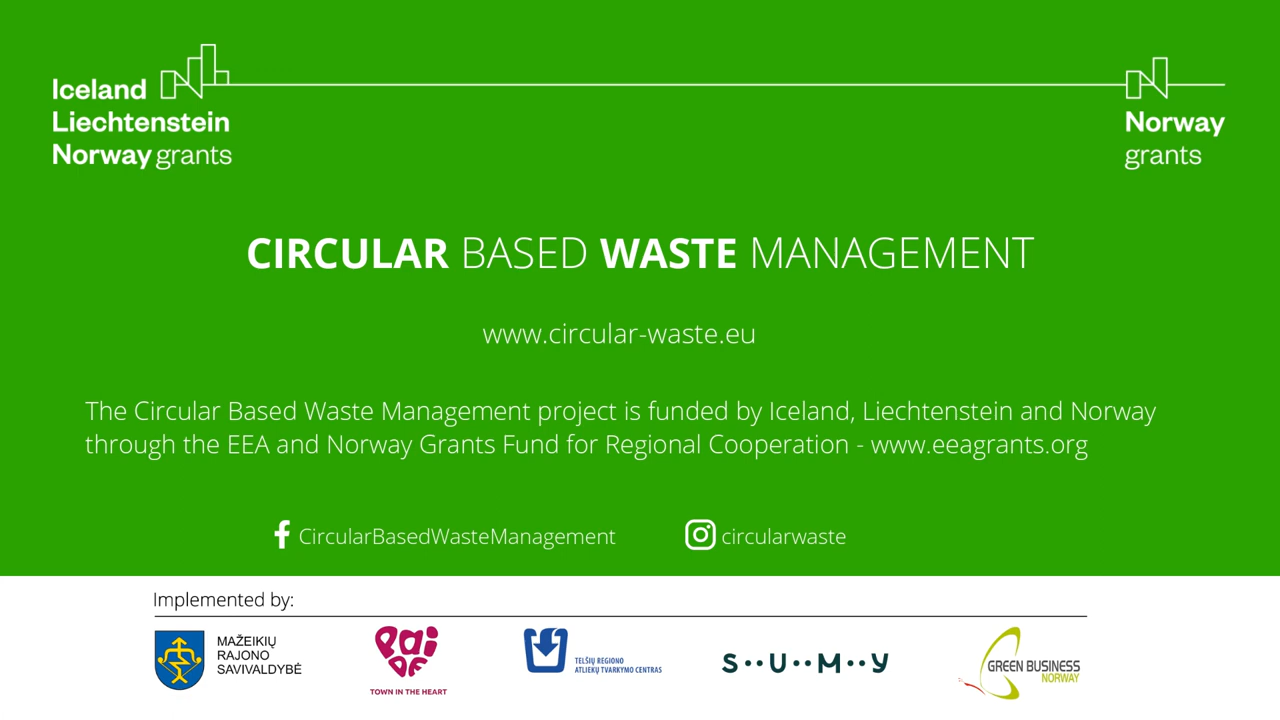 Iceland
Liechtenstein
Norway grants
Norway
grants
CIRCULAR BASED WASTE MANAGEMENT
www.circular-waste.eu
The Circular Based Waste Management project is funded by Iceland, Liechtenstein and Norway
through the EEA and Norway Grants Fund for Regional Cooperation - www.eeagrants.org
CircularBasedWasteManagement
circularwaste
Implemented by:
MAŽEIKIŲ
RAJONO
SAVIVALDYBĖ
PAIDE
TOWN IN THE HEART
TELŠIŲ REGIONO
ATLIEKŲ TVARKYMO CENTRAS
S··U··M··Y
GREEN BUSINESS
NORWAY